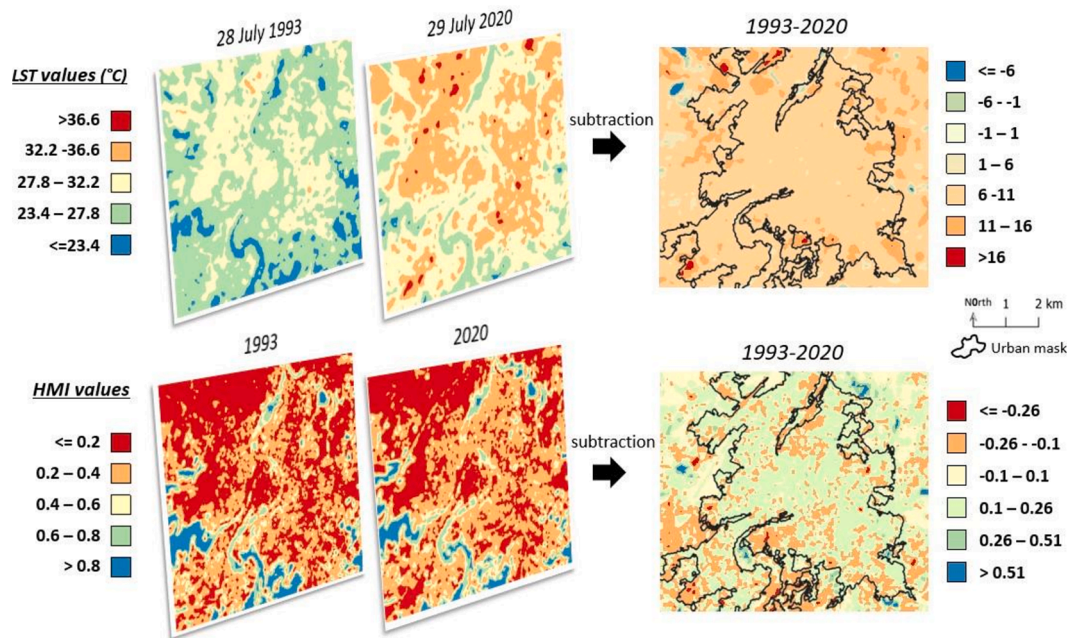 28 July 1993
29 July 2020
1993-2020
LST values (°C)
>36.6
32.2 -36.6
27.8 – 32.2
23.4 – 27.8
<=23.4
subtraction
<= -6
-6 - -1
-1 – 1
1 – 6
6 -11
11 – 16
>16
North 1 2 km
Urban mask
1993
2020
1993-2020
HMI values
<= 0.2
0.2 – 0.4
0.4 – 0.6
0.6 – 0.8
> 0.8
subtraction
<= -0.26
-0.26 - -0.1
-0.1 – 0.1
0.1 – 0.26
0.26 – 0.51
> 0.51